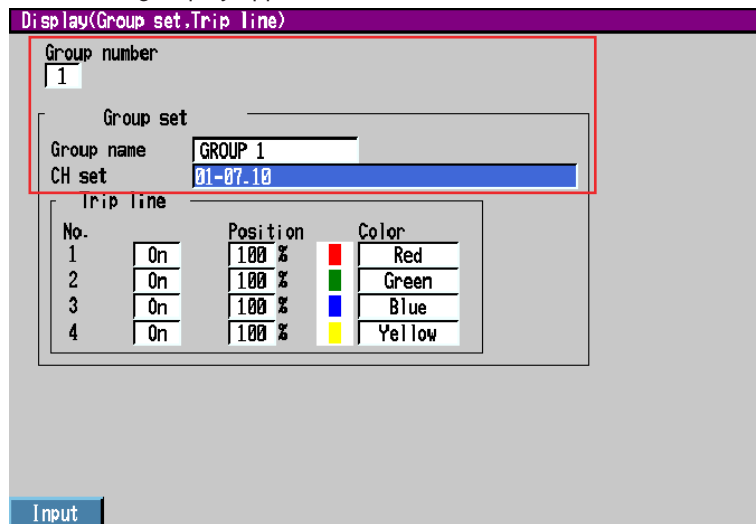 Display(Group set,Trip line)
Group number
1
Group set
Group name GROUP 1
CH set 01-07.10
Trip line
No. Position Color
1 On 100 % Red
2 On 100 % Green
3 On 100 % Blue
4 On 100 % Yellow
Input